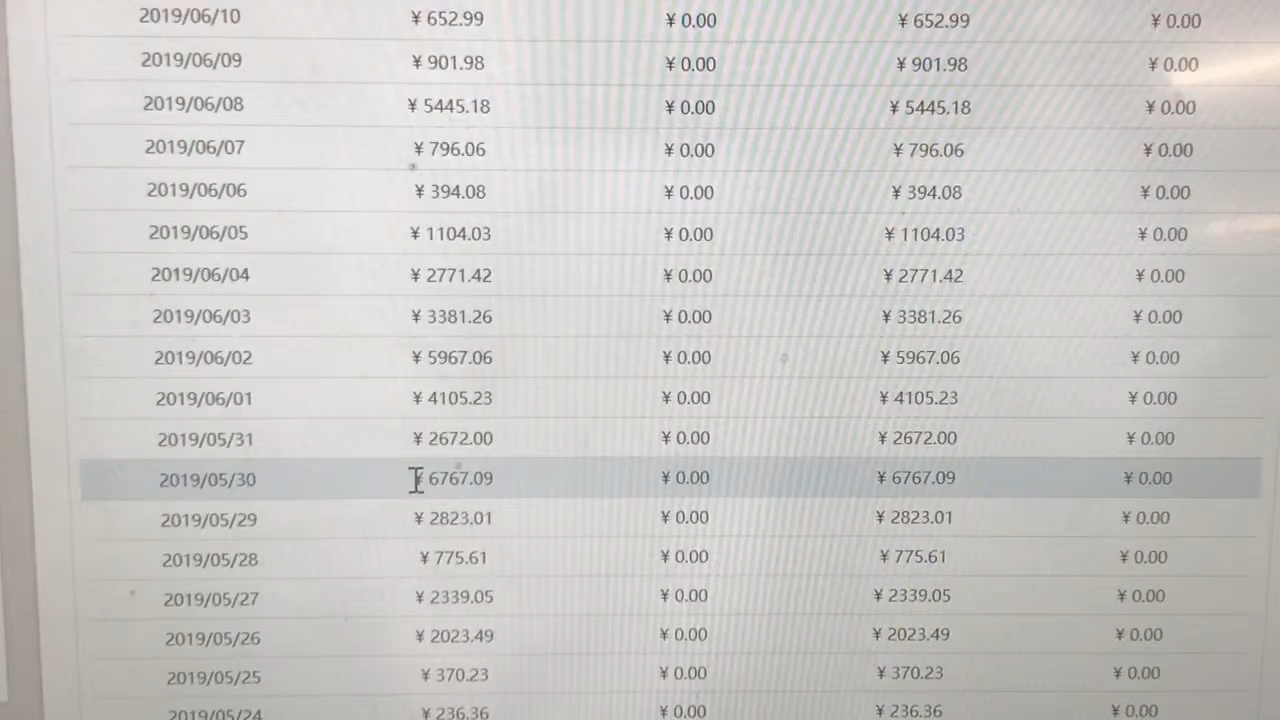 2019/06/10 ¥ 652.99 ¥ 0.00 ¥ 652.99 ¥ 0.00
2019/06/09 ¥ 901.98 ¥ 0.00 ¥ 901.98 ¥ 0.00
2019/06/08 ¥ 5445.18 ¥ 0.00 ¥ 5445.18 ¥ 0.00
2019/06/07 ¥ 796.06 ¥ 0.00 ¥ 796.06 ¥ 0.00
2019/06/06 ¥ 394.08 ¥ 0.00 ¥ 394.08 ¥ 0.00
2019/06/05 ¥ 1104.03 ¥ 0.00 ¥ 1104.03 ¥ 0.00
2019/06/04 ¥ 2771.42 ¥ 0.00 ¥ 2771.42 ¥ 0.00
2019/06/03 ¥ 3381.26 ¥ 0.00 ¥ 3381.26 ¥ 0.00
2019/06/02 ¥ 5967.06 ¥ 0.00 ¥ 5967.06 ¥ 0.00
2019/06/01 ¥ 4105.23 ¥ 0.00 ¥ 4105.23 ¥ 0.00
2019/05/31 ¥ 2672.00 ¥ 0.00 ¥ 2672.00 ¥ 0.00
2019/05/30 ¥ 6767.09 ¥ 0.00 ¥ 6767.09 ¥ 0.00
2019/05/29 ¥ 2823.01 ¥ 0.00 ¥ 2823.01 ¥ 0.00
2019/05/28 ¥ 775.61 ¥ 0.00 ¥ 775.61 ¥ 0.00
2019/05/27 ¥ 2339.05 ¥ 0.00 ¥ 2339.05 ¥ 0.00
2019/05/26 ¥ 2023.49 ¥ 0.00 ¥ 2023.49 ¥ 0.00
2019/05/25 ¥ 370.23 ¥ 0.00 ¥ 370.23 ¥ 0.00
2019/05/24 ¥ 236.36 ¥ 0.00 ¥ 236.36 ¥ 0.00